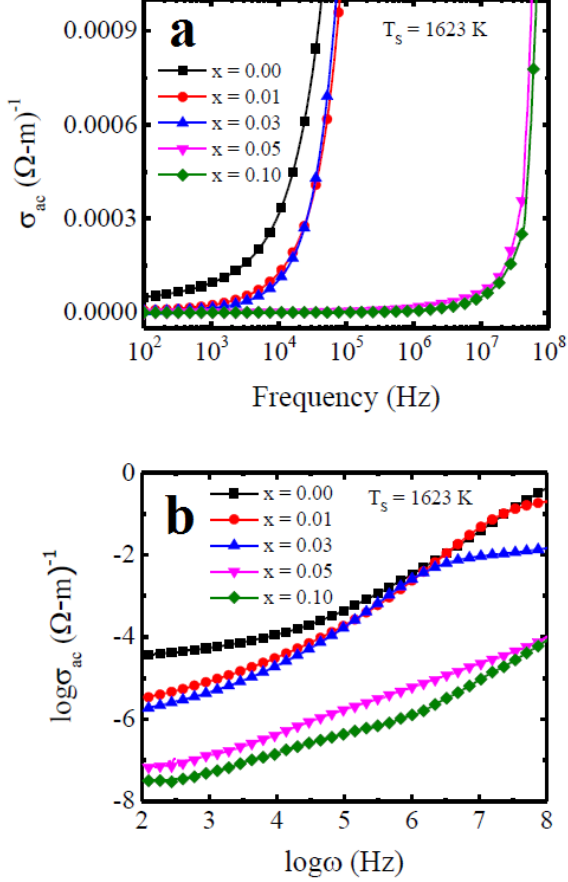 a
T_S = 1623 K
x = 0.00
x = 0.01
x = 0.03
x = 0.05
x = 0.10
σ_ac (Ω-m)^-1
0.0009
0.0006
0.0003
0.0000
10^2 10^3 10^4 10^5 10^6 10^7 10^8
Frequency (Hz)
b
T_S = 1623 K
x = 0.00
x = 0.01
x = 0.03
x = 0.05
x = 0.10
logσ_ac (Ω-m)^-1
0
-2
-4
-6
-8
2 3 4 5 6 7 8
logω (Hz)